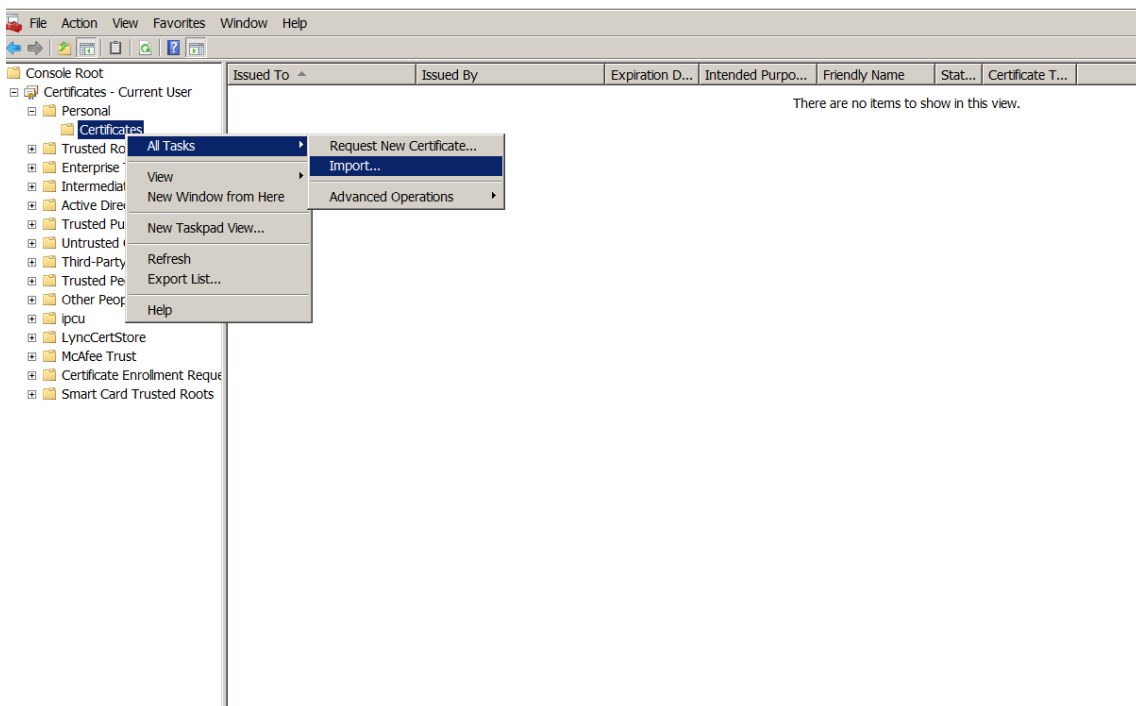 File Action View Favorites Window Help
Console Root
Issued To
Issued By
Expiration D...
Intended Purpo...
Friendly Name
Stat...
Certificate T...
Certificates - Current User
There are no items to show in this view.
Personal
Certificates
Trusted Ro
Enterprise
Intermediat
Active Dire
Trusted Pu
Untrusted
Third-Party
Trusted Pe
Other Peop
ipcu
LyncCertStore
McAfee Trust
Certificate Enrollment Reque
Smart Card Trusted Roots
All Tasks
View
New Window from Here
New Taskpad View...
Refresh
Export List...
Help
Request New Certificate...
Import...
Advanced Operations